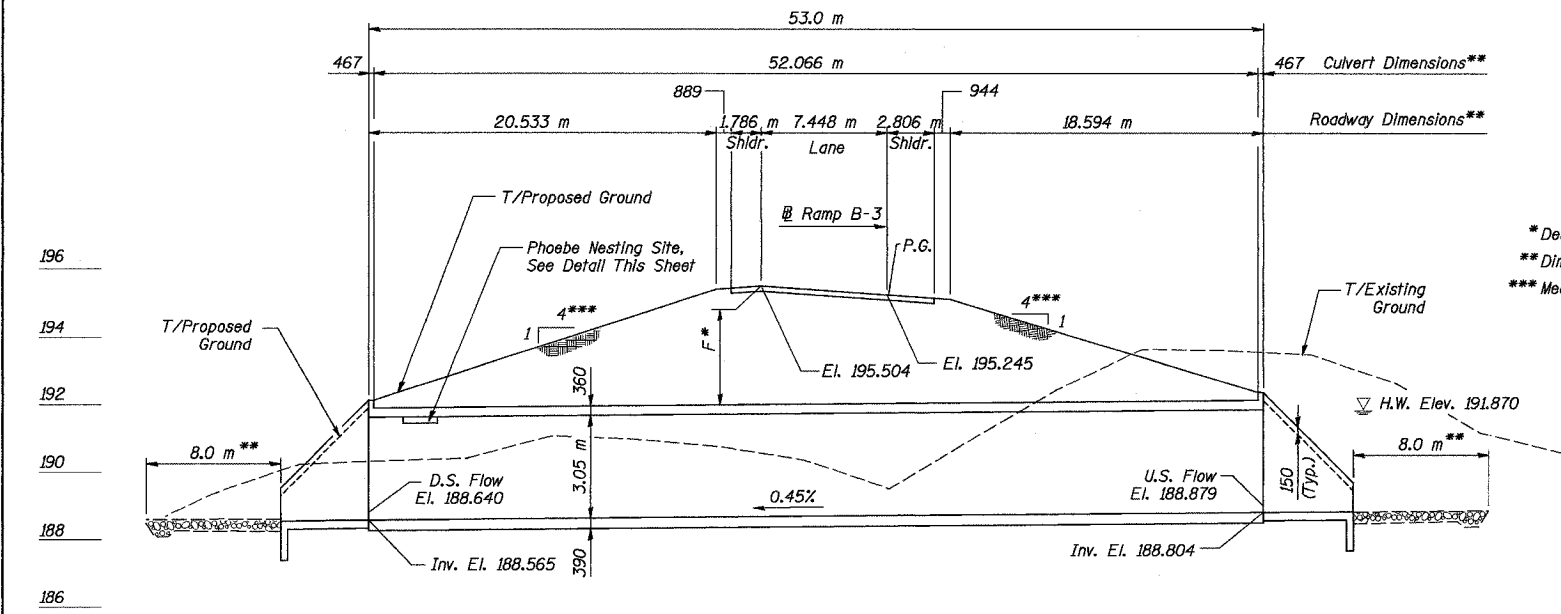 53.0 m
467
52.066 m
467 Culvert Dimensions**
889
944
20.533 m
1.786 m
7.448 m
2.806 m
18.594 m
Roadway Dimensions**
Shldr.
Lane
Shldr.
T/Proposed Ground
Ramp B-3
P.G.
Phoebe Nesting Site,
See Detail This Sheet
196
*
**
***
T/Existing
Ground
4***
1
4***
1
T/Proposed
Ground
194
F*
El. 195.504
El. 195.245
360
192
H.W. Elev. 191.870
8.0 m**
8.0 m**
190
3.05 m
D.S. Flow
El. 188.640
0.45%
U.S. Flow
El. 188.879
150
(Typ.)
188
Inv. El. 188.565
390
Inv. El. 188.804
186